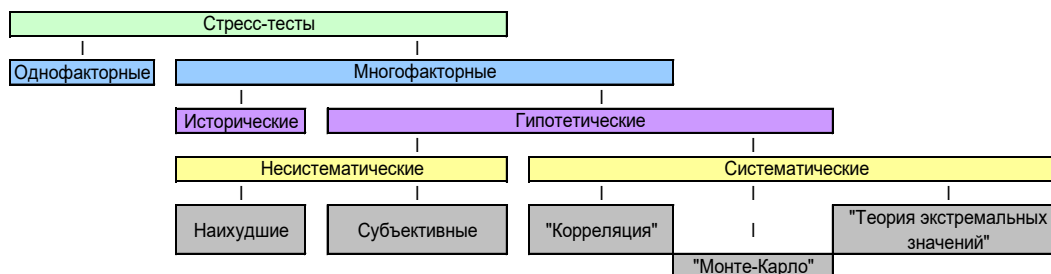 Стресс-тесты
Однофакторные
Многофакторные
Исторические
Гипотетические
Несистематические
Систематические
Наихудшие
Субъективные
"Корреляция"
"Теория экстремальных
значений"
"Монте-Карло"